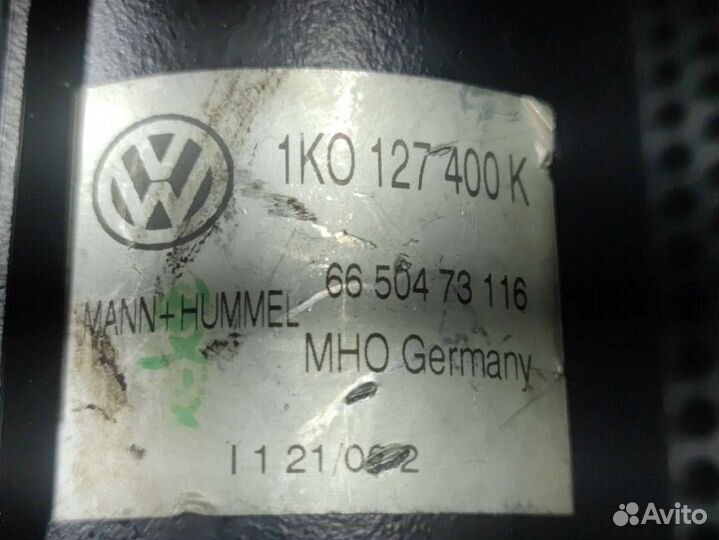 1K0 127 400 K
66 504 73 116
MANN+HUMMEL
MHO Germany
Avito